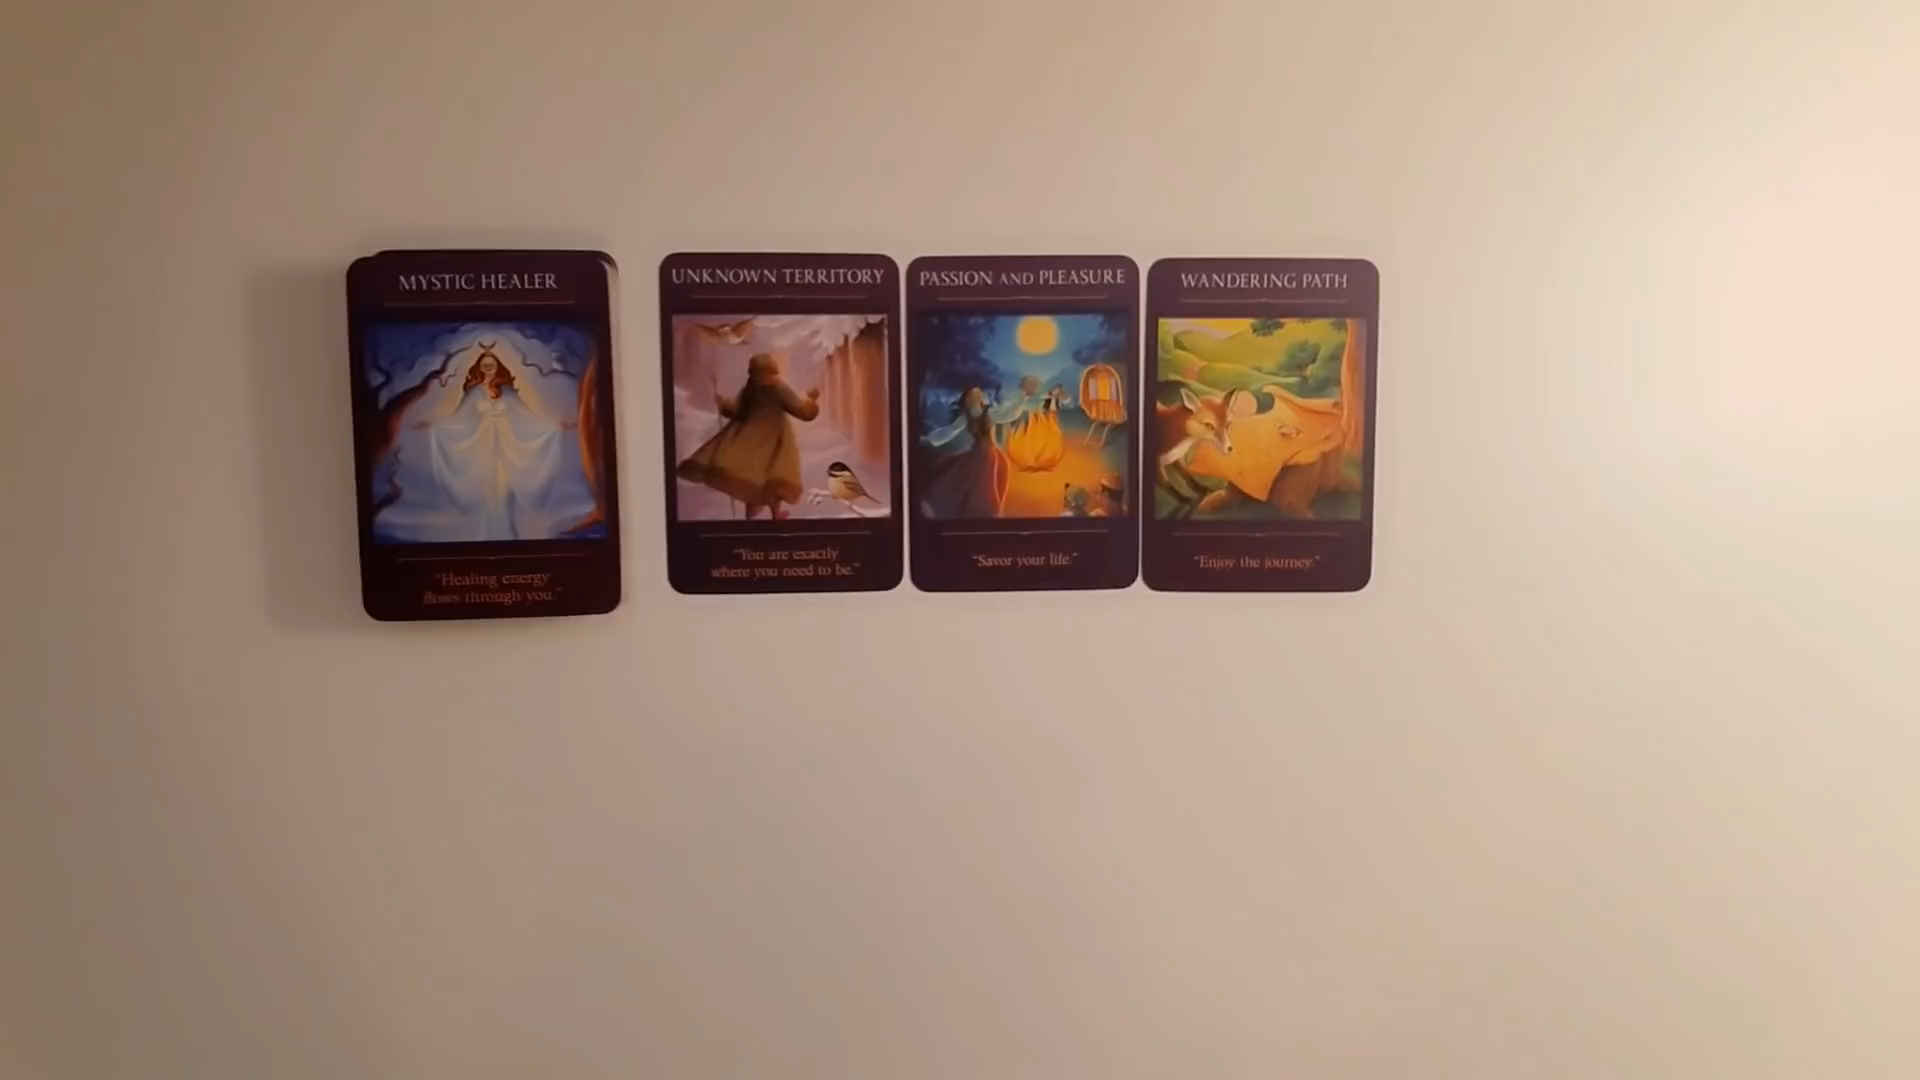 MYSTIC HEALER
"Healing energy
flows through you."
UNKNOWN TERRITORY
"You are exactly
where you need to be."
PASSION AND PLEASURE
"Savor your life."
WANDERING PATH
"Enjoy the journey."